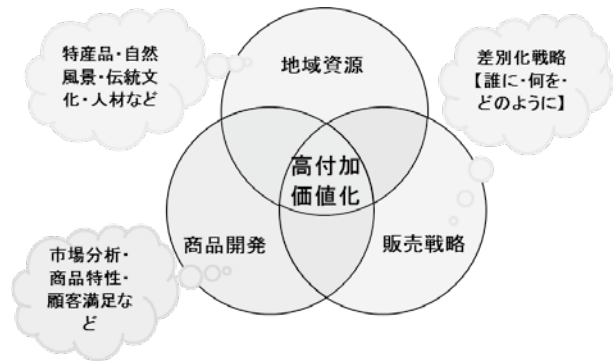 特産品・自然
風景・伝統文
化・人材など
地域資源
差別化戦略
【誰に・何を・
どのように】
高付加
価値化
商品開発
販売戦略
市場分析・
商品特性・
顧客満足な
ど